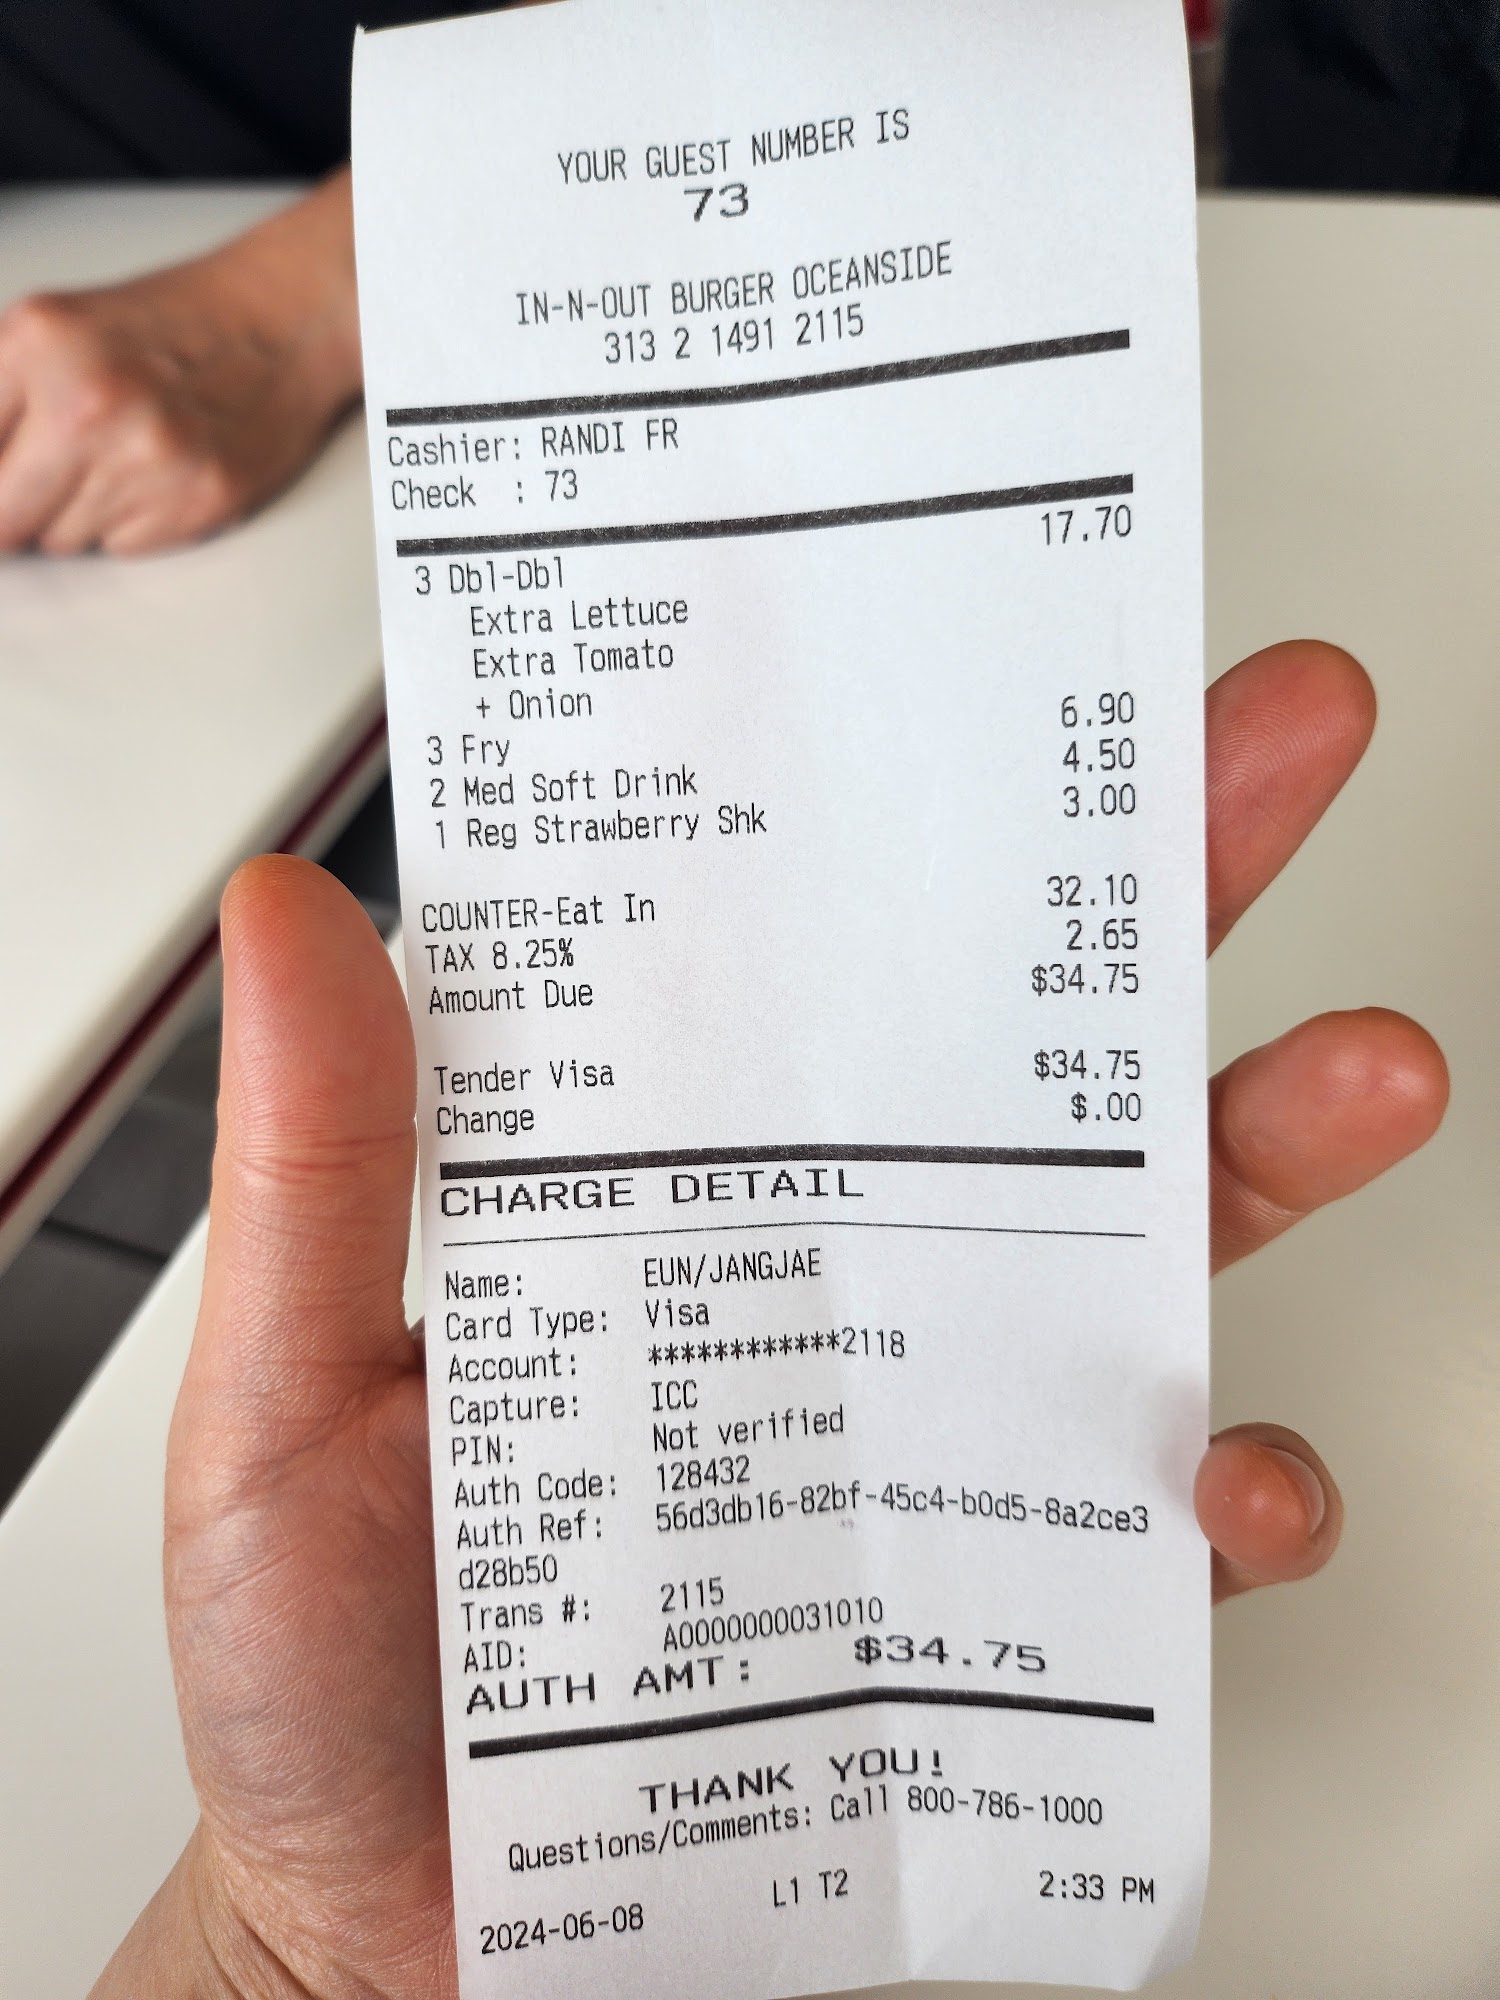 YOUR GUEST NUMBER IS
73
IN-N-OUT BURGER OCEANSIDE
313 2 1491 2115
Cashier: RANDI FR
Check : 73
3 Dbl-Dbl 17.70
Extra Lettuce
Extra Tomato
+ Onion
3 Fry 6.90
2 Med Soft Drink 4.50
1 Reg Strawberry Shk 3.00
COUNTER-Eat In 32.10
TAX 8.25% 2.65
Amount Due $34.75
Tender Visa $34.75
Change $.00
CHARGE DETAIL
Name: EUN/JANGJAE
Card Type: Visa
Account: ************2118
Capture: ICC
PIN: Not verified
Auth Code: 128432
Auth Ref: 56d3db16-82bf-45c4-b0d5-8a2ce3
d28b50
Trans #: 2115
AID: A0000000031010
AUTH AMT: $34.75
THANK YOU!
Questions/Comments: Call 800-786-1000
2024-06-08 L1 T2 2:33 PM